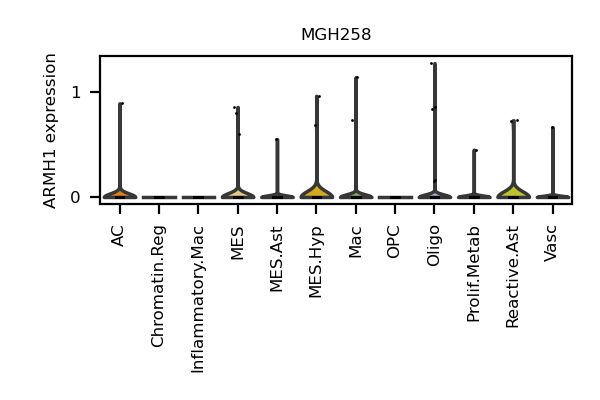 MGH258
ARMH1 expression
1
0
AC
Chromatin.Reg
Inflammatory.Mac
MES
MES.Ast
MES.Hyp
Mac
OPC
Oligo
Prolif.Metab
Reactive.Ast
Vasc